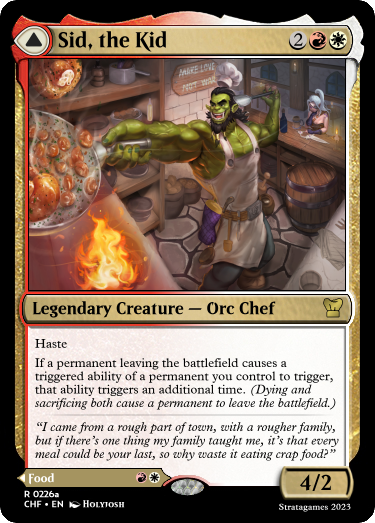 Sid, the Kid 2
MAKE LOVE
NOT WAR
Legendary Creature — Orc Chef
Haste
If a permanent leaving the battlefield causes a
triggered ability of a permanent you control to trigger,
that ability triggers an additional time. (Dying and
sacrificing both cause a permanent to leave the battlefield.)
“I came from a rough part of town, with a rougher family,
but if there’s one thing my family taught me, it’s that every
meal could be your last, so why waste it eating crap food?”
Food
4/2
R 0226a
CHF • EN HOLYIOSH
Stratagames 2023